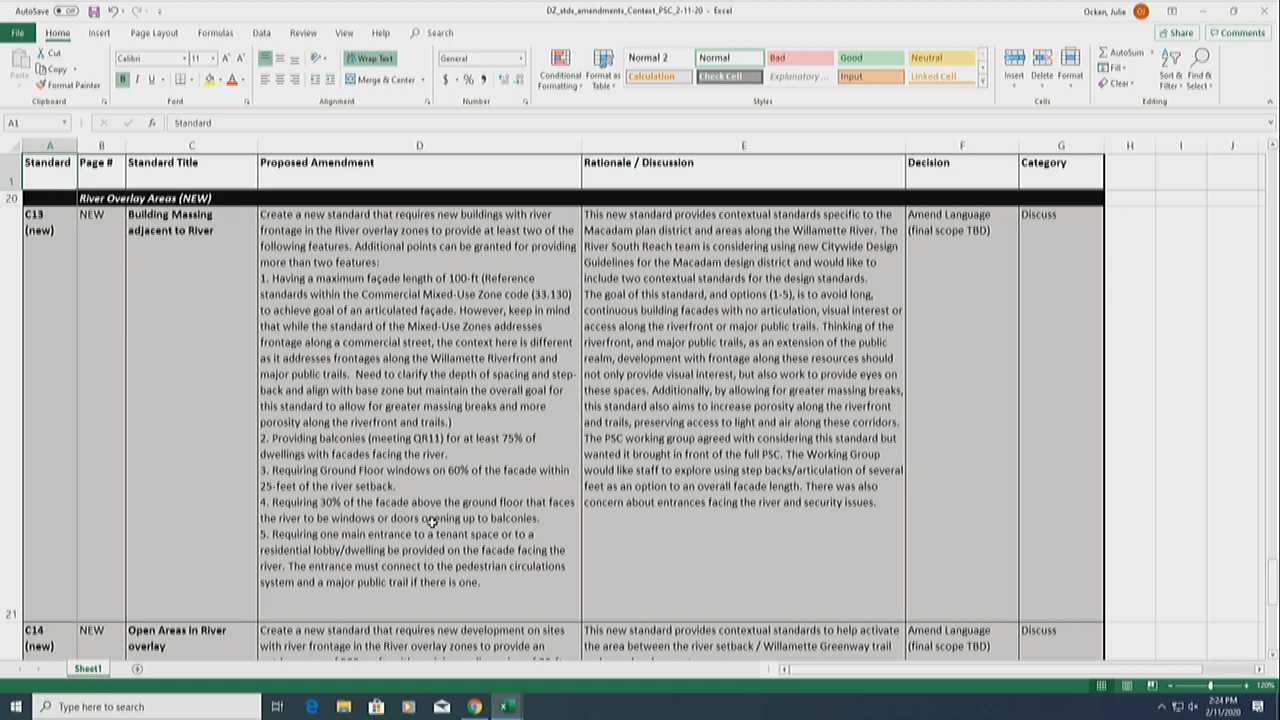 AutoSave Off DZ_stds_amendments_Context_PSC_2-11-20 - Excel Ocken, Julie OJ
File Home Insert Page Layout Formulas Data Review View Help Search Share Comments
Cut
Copy
Format Painter
Paste
Clipboard
Calibri 11
B I U
Font
Wrap Text
Merge & Center
Alignment
General
$ % ,
Number
Conditional Formatting
Format as Table
Normal 2 Normal Bad Good Neutral
Calculation Check Cell Explanatory... Input Linked Cell
Styles
Insert Delete Format
Cells
AutoSum
Fill
Clear
Sort & Filter
Find & Select
Editing
A1 fx Standard
A B C D E F G H I J
1 Standard Page # Standard Title Proposed Amendment Rationale / Discussion Decision Category
20 River Overlay Areas (NEW)
21
C13
(new)
NEW
Building Massing
adjacent to River
Create a new standard that requires new buildings with river
frontage in the River overlay zones to provide at least two of the
following features. Additional points can be granted for providing
more than two features:
1. Having a maximum façade length of 100-ft (Reference
standards within the Commercial Mixed-Use Zone code (33.130)
to achieve goal of an articulated façade. However, keep in mind
that while the standard of the Mixed-Use Zones addresses
frontage along a commercial street, the context here is different
as it addresses frontages along the Willamette Riverfront and
major public trails. Need to clarify the depth of spacing and step-
back and align with base zone but maintain the overall goal for
this standard to allow for greater massing breaks and more
porosity along the riverfront and trails.)
2. Providing balconies (meeting QR11) for at least 75% of
dwellings with facades facing the river.
3. Requiring Ground Floor windows on 60% of the facade within
25-feet of the river setback.
4. Requiring 30% of the facade above the ground floor that faces
the river to be windows or doors opening up to balconies.
5. Requiring one main entrance to a tenant space or to a
residential lobby/dwelling be provided on the facade facing the
river. The entrance must connect to the pedestrian circulations
system and a major public trail if there is one.
This new standard provides contextual standards specific to the
Macadam plan district and areas along the Willamette River. The
River South Reach team is considering using new Citywide Design
Guidelines for the Macadam design district and would like to
include two contextual standards for the design standards.
The goal of this standard, and options (1-5), is to avoid long,
continuous building facades with no articulation, visual interest or
access along the riverfront or major public trails. Thinking of the
riverfront, and major public trails, as an extension of the public
realm, development with frontage along these resources should
not only provide visual interest, but also work to provide eyes on
these spaces. Additionally, by allowing for greater massing breaks,
this standard also aims to increase porosity along the riverfront
and trails, preserving access to light and air along these corridors.
The PSC working group agreed with considering this standard but
wanted it brought in front of the full PSC. The Working Group
would like staff to explore using step backs/articulation of several
feet as an option to an overall facade length. There was also
concern about entrances facing the river and security issues.
Amend Language
(final scope TBD)
Discuss
C14
(new)
NEW
Open Areas in River
overlay
Create a new standard that requires new development on sites
with river frontage in the River overlay zones to provide an
This new standard provides contextual standards to help activate
the area between the river setback / Willamette Greenway trail
Amend Language
(final scope TBD)
Discuss
Sheet1
120%
Type here to search
2:24 PM
2/11/2020